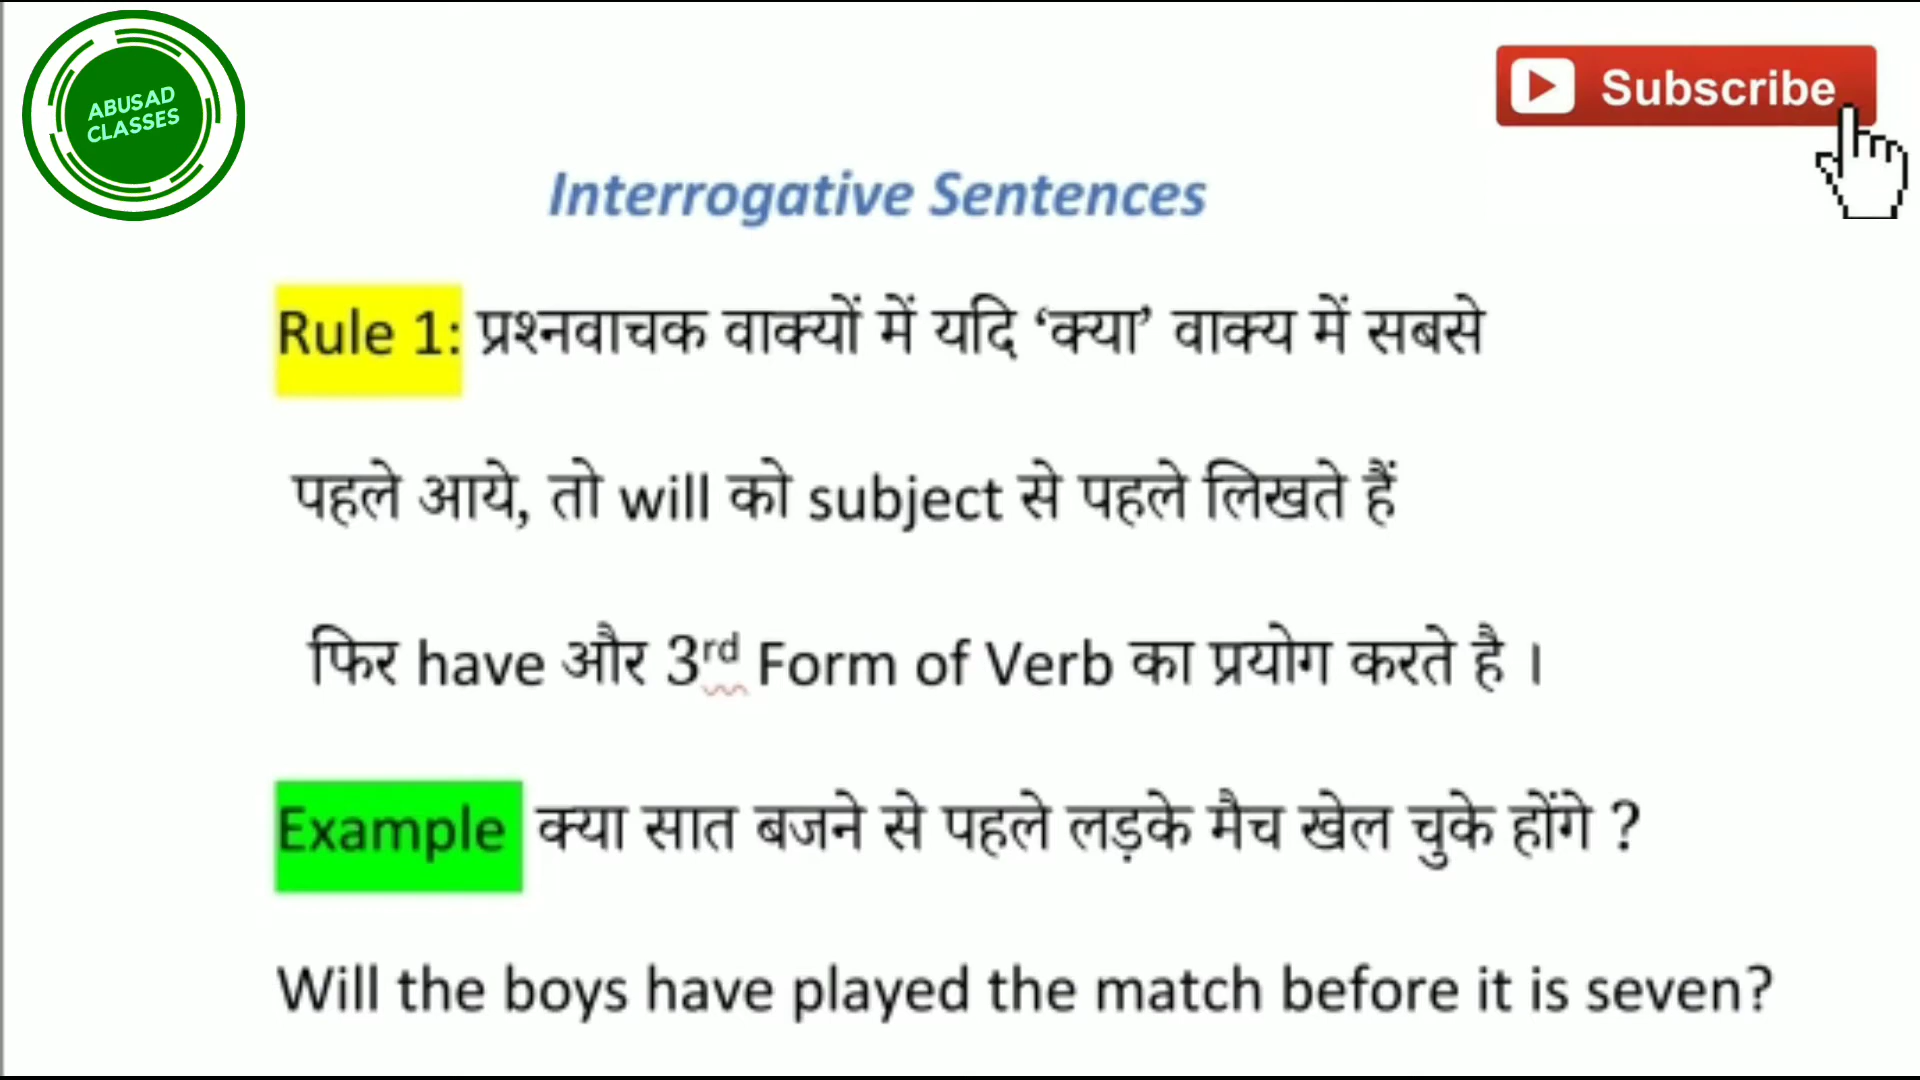 ABUSAD
CLASSES
Subscribe
Interrogative Sentences
Rule 1: प्रश्नवाचक वाक्यों में यदि ‘क्या’ वाक्य में सबसे
पहले आये, तो will को subject से पहले लिखते हैं
फिर have और 3rd Form of Verb का प्रयोग करते है ।
Example क्या सात बजने से पहले लड़के मैच खेल चुके होंगे ?
Will the boys have played the match before it is seven?